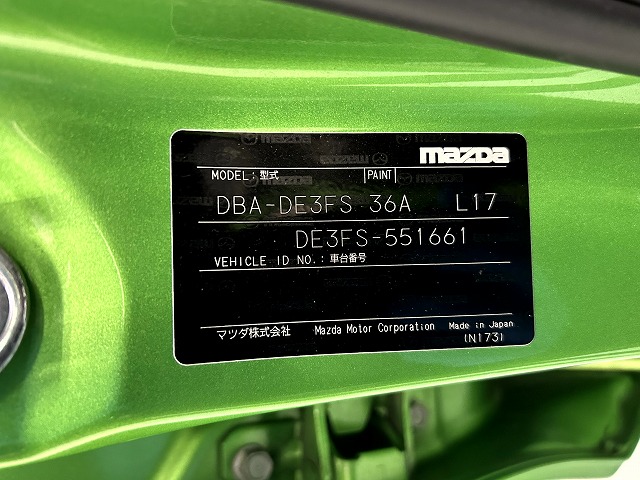 mazda
MODEL:型式 PAINT
DBA-DE3FS 36A L17
DE3FS-551661
VEHICLE ID NO.:車台番号
マツダ株式会社 Mazda Motor Corporation Made in Japan
(N173)